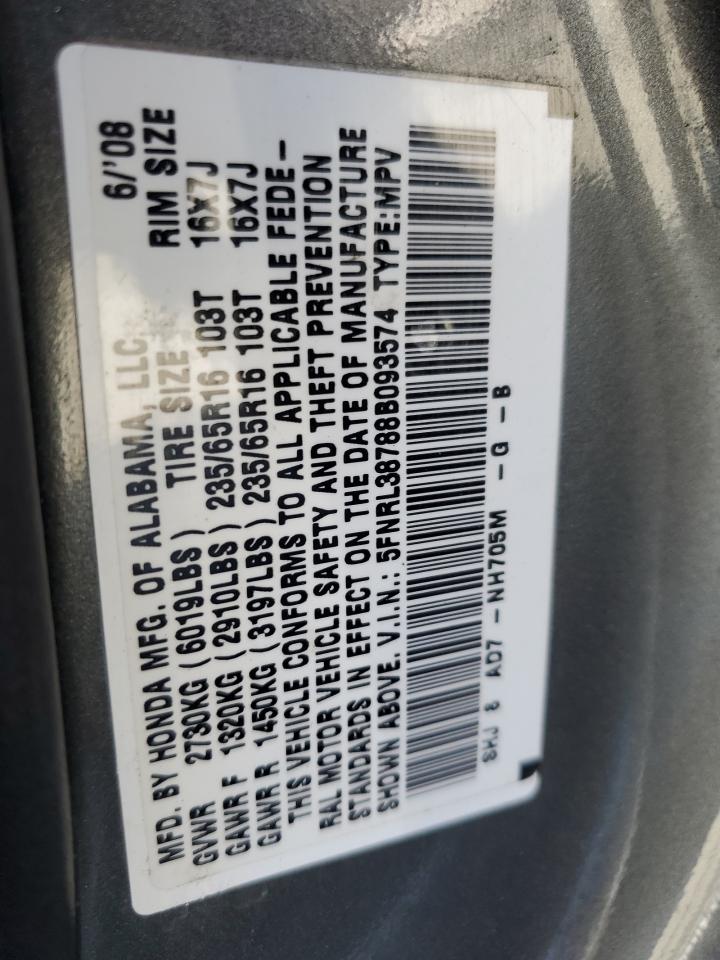 MFD. BY HONDA MFG. OF ALABAMA, LLC. 6/'08
GVWR 2730KG (6019LBS) TIRE SIZE RIM SIZE
GAWR F 1320KG (2910LBS) 235/65R16 103T 16X7J
GAWR R 1450KG (3197LBS) 235/65R16 103T 16X7J
THIS VEHICLE CONFORMS TO ALL APPLICABLE FEDE-
RAL MOTOR VEHICLE SAFETY AND THEFT PREVENTION
STANDARDS IN EFFECT ON THE DATE OF MANUFACTURE
SHOWN ABOVE. V.I.N.: 5FNRL38788B093574 TYPE:MPV
SHJ 8 AD7 -NH705M -G -B